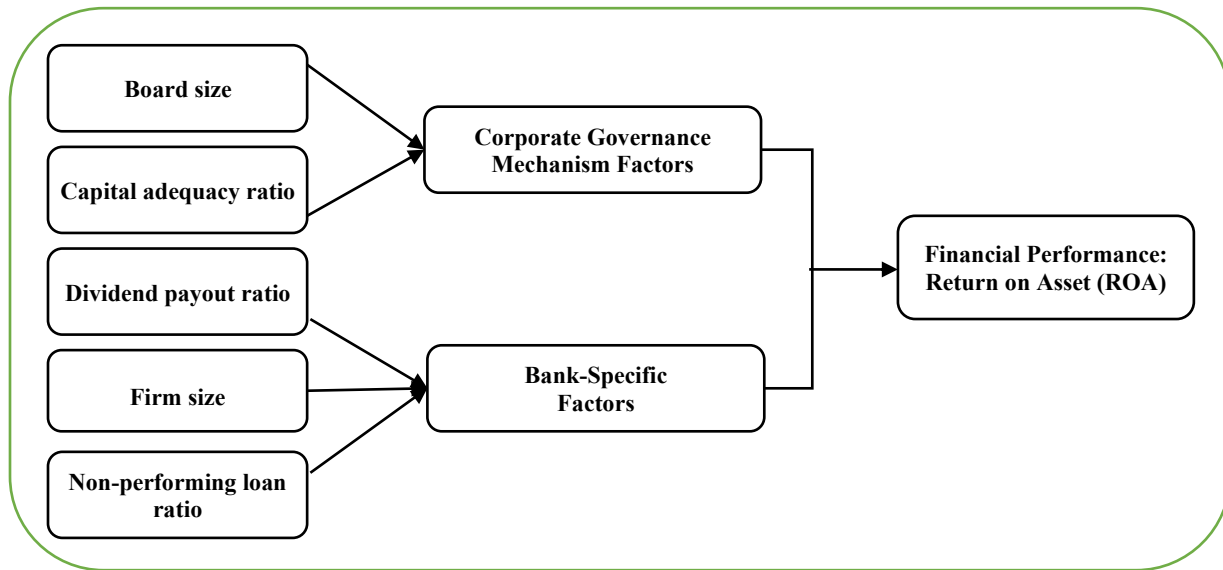 Board size
Capital adequacy ratio
Dividend payout ratio
Firm size
Non-performing loan
ratio
Corporate Governance
Mechanism Factors
Bank-Specific
Factors
Financial Performance:
Return on Asset (ROA)